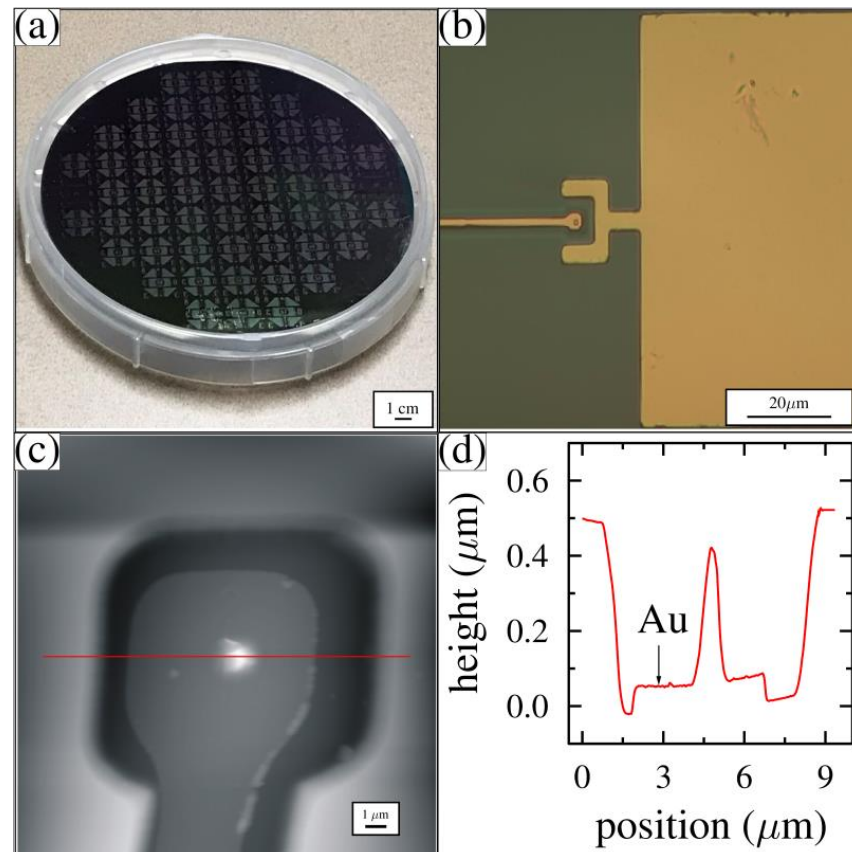 (a)
1 cm
(b)
20μm
(c)
1 μm
(d)
height (μm)
0.6
0.4
0.2
0.0
Au
0 3 6 9
position (μm)